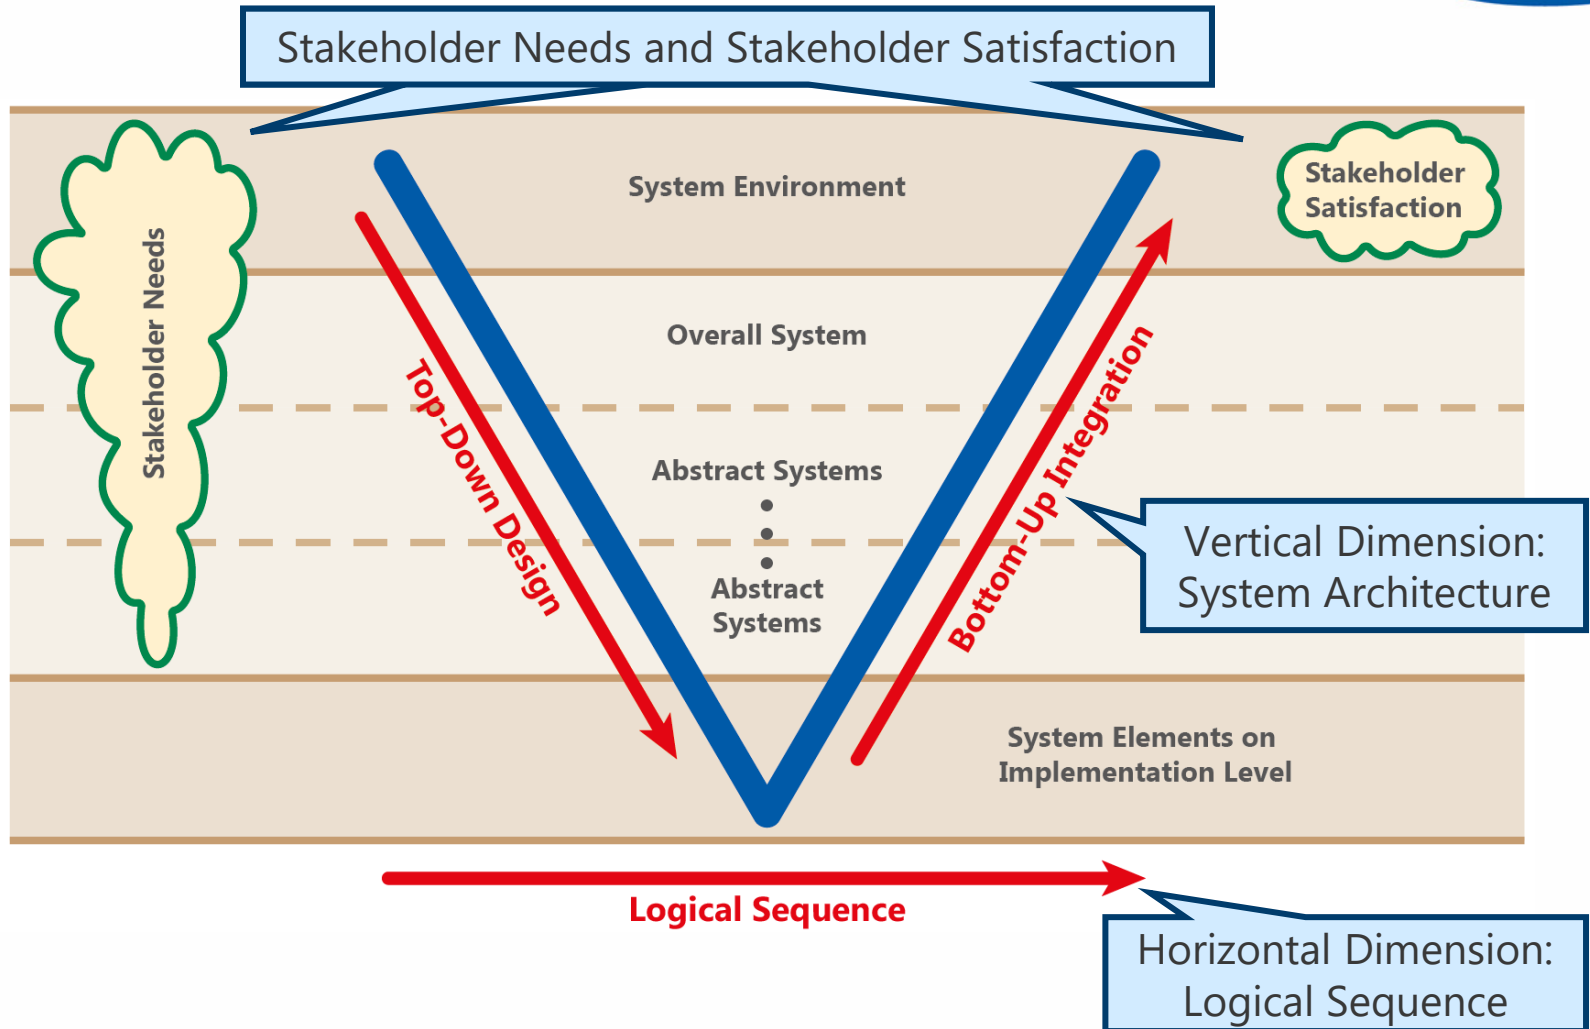 Stakeholder Needs and Stakeholder Satisfaction
System Environment
Stakeholder
Satisfaction
Stakeholder Needs
Overall System
Top-Down Design
Abstract Systems
Abstract
Systems
Bottom-Up Integration
Vertical Dimension:
System Architecture
System Elements on
Implementation Level
Logical Sequence
Horizontal Dimension:
Logical Sequence